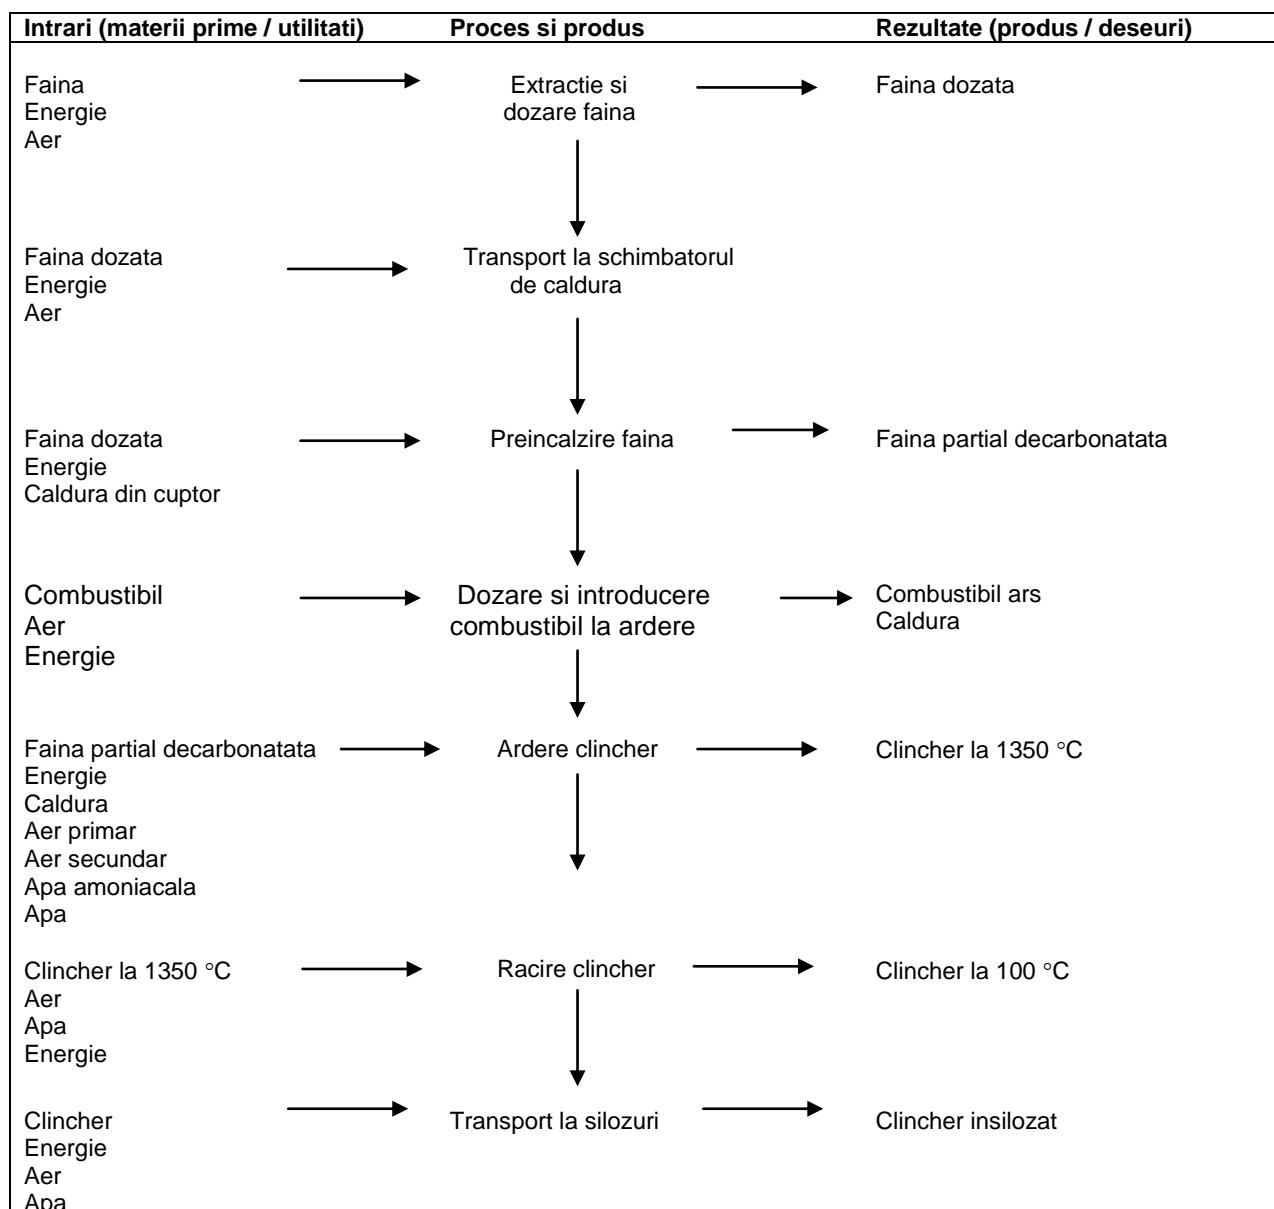 Intrari (materii prime / utilitati) Proces si produs Rezultate (produs / deseuri)
Faina Extractie si Faina dozata
Energie dozare faina
Aer
Faina dozata Transport la schimbatorul
Energie de caldura
Aer
Faina dozata Preincalzire faina Faina partial decarbonatata
Energie
Caldura din cuptor
Combustibil Dozare si introducere Combustibil ars
Aer combustibil la ardere Caldura
Energie
Faina partial decarbonatata Ardere clincher Clincher la 1350 °C
Energie
Caldura
Aer primar
Aer secundar
Apa amoniacala
Apa
Clincher la 1350 °C Racire clincher Clincher la 100 °C
Aer
Apa
Energie
Clincher Transport la silozuri Clincher insilozat
Energie
Aer
Apa